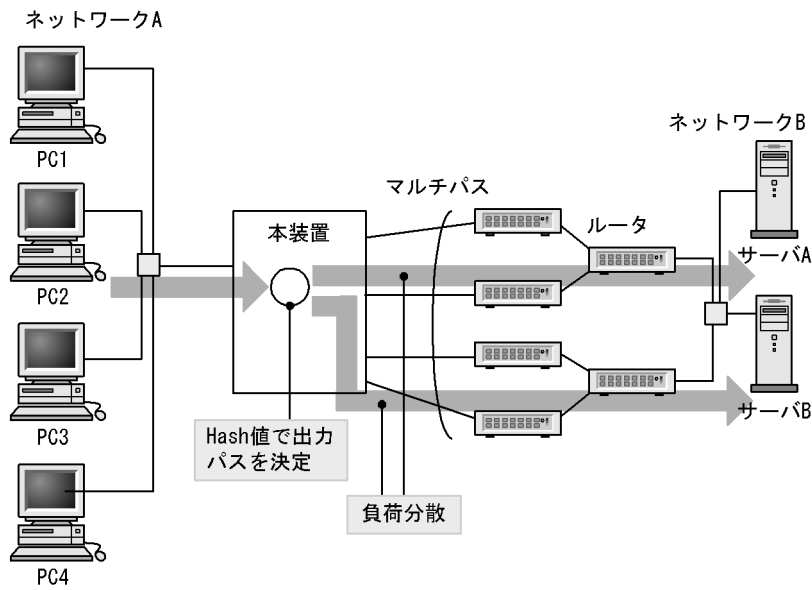 ネットワークA
PC1
PC2
PC3
PC4
本装置
Hash値で出力
パスを決定
マルチパス
ルータ
負荷分散
ネットワークB
サーバA
サーバB